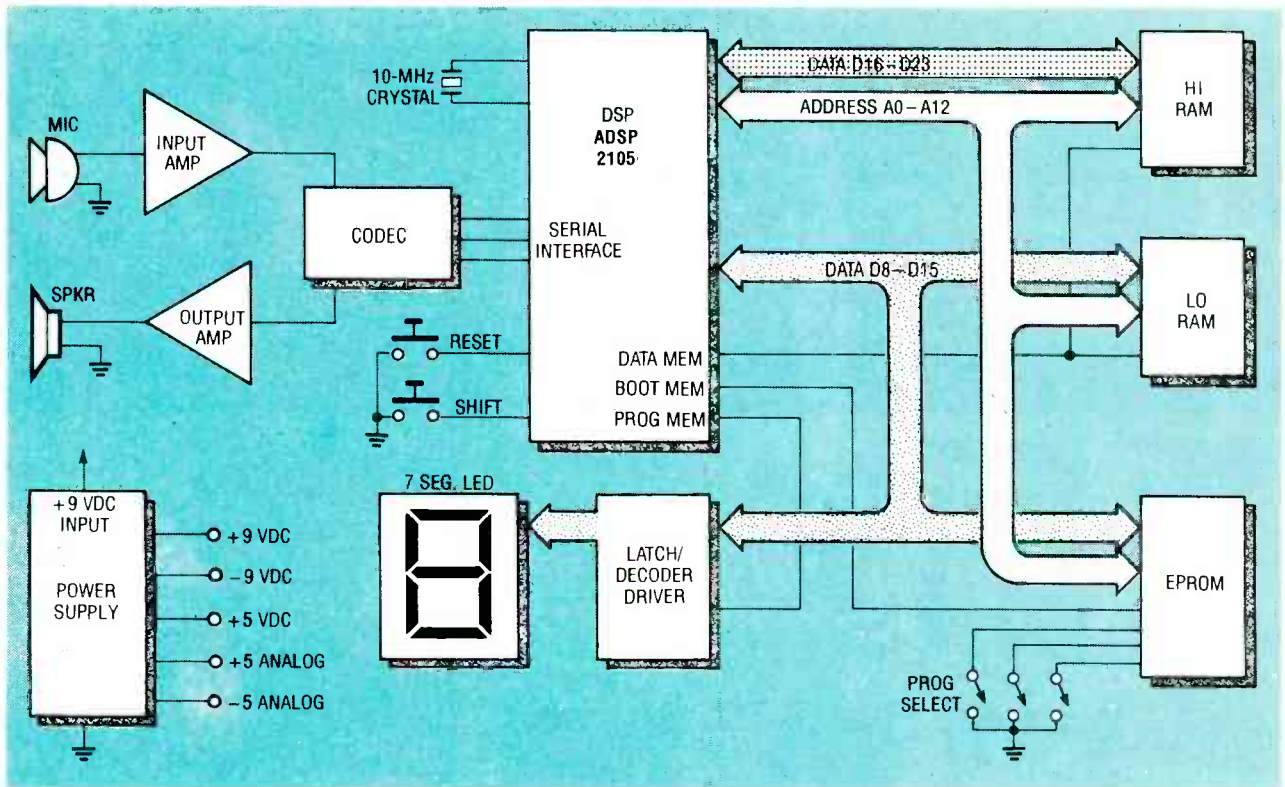 MIC
INPUT
AMP
10-MHz
CRYSTAL
DSP
ADSP
2105
DATA D16–D23
ADDRESS A0–A12
HI
RAM
CODEC
SERIAL
INTERFACE
SPKR
OUTPUT
AMP
DATA D8–D15
LO
RAM
RESET
SHIFT
DATA MEM
BOOT MEM
PROG MEM
+9 VDC
INPUT
POWER
SUPPLY
+9 VDC
−9 VDC
+5 VDC
+5 ANALOG
−5 ANALOG
7 SEG. LED
8
LATCH/
DECODER
DRIVER
EPROM
PROG
SELECT